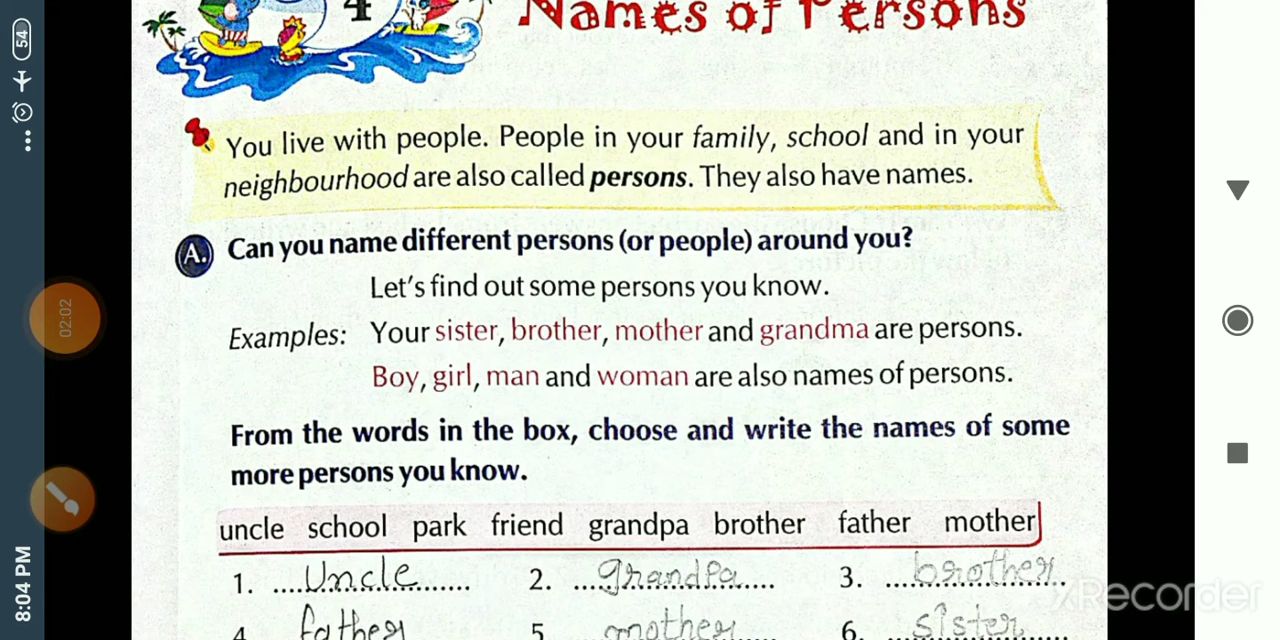 54
4
Names of Persons
You live with people. People in your family, school and in your
neighbourhood are also called persons. They also have names.
A. Can you name different persons (or people) around you?
Let's find out some persons you know.
Examples: Your sister, brother, mother and grandma are persons.
Boy, girl, man and woman are also names of persons.
From the words in the box, choose and write the names of some
more persons you know.
uncle school park friend grandpa brother father mother
1. Uncle 2. grandpa 3. brother
4 father 5 mother 6. sister
02:02
8:04 PM
XRecorder